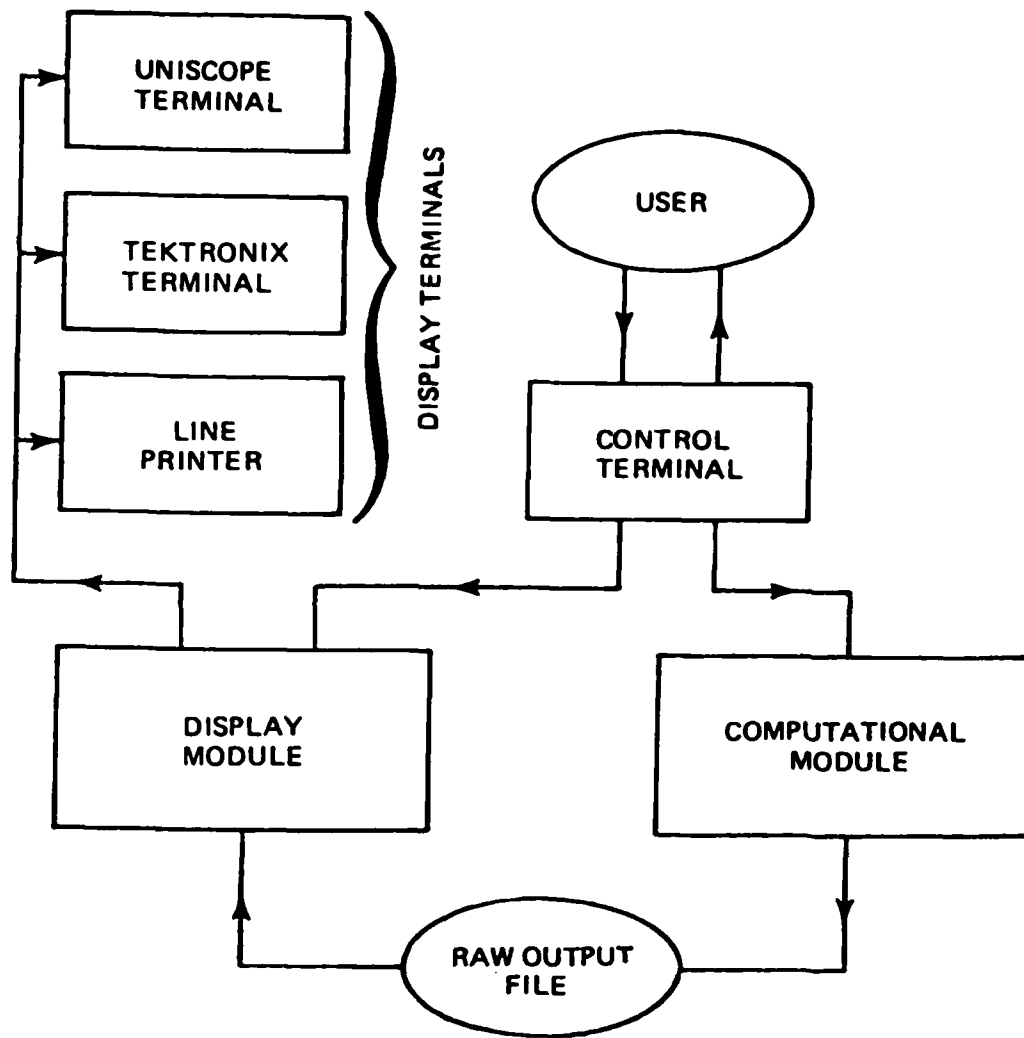 UNISCOPE
TERMINAL
TEKTRONIX
TERMINAL
LINE
PRINTER
DISPLAY TERMINALS
USER
CONTROL
TERMINAL
DISPLAY
MODULE
COMPUTATIONAL
MODULE
RAW OUTPUT
FILE